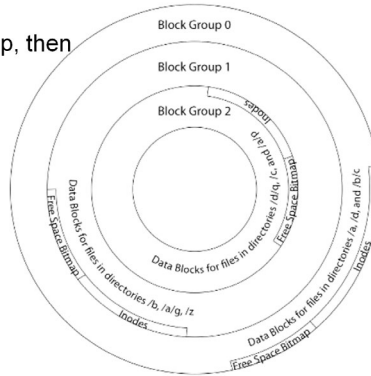 p, then
Block Group 0
Block Group 1
Block Group 2
Inodes
Free Space Bitmap
Data Blocks for files in directories /d/q, /c, and /a/p
Data Blocks for files in directories /b, /a/g, /z
Free Space Bitmap
Inodes
Data Blocks for files in directories /a, /d, and /b/c
Inodes
Free Space Bitmap